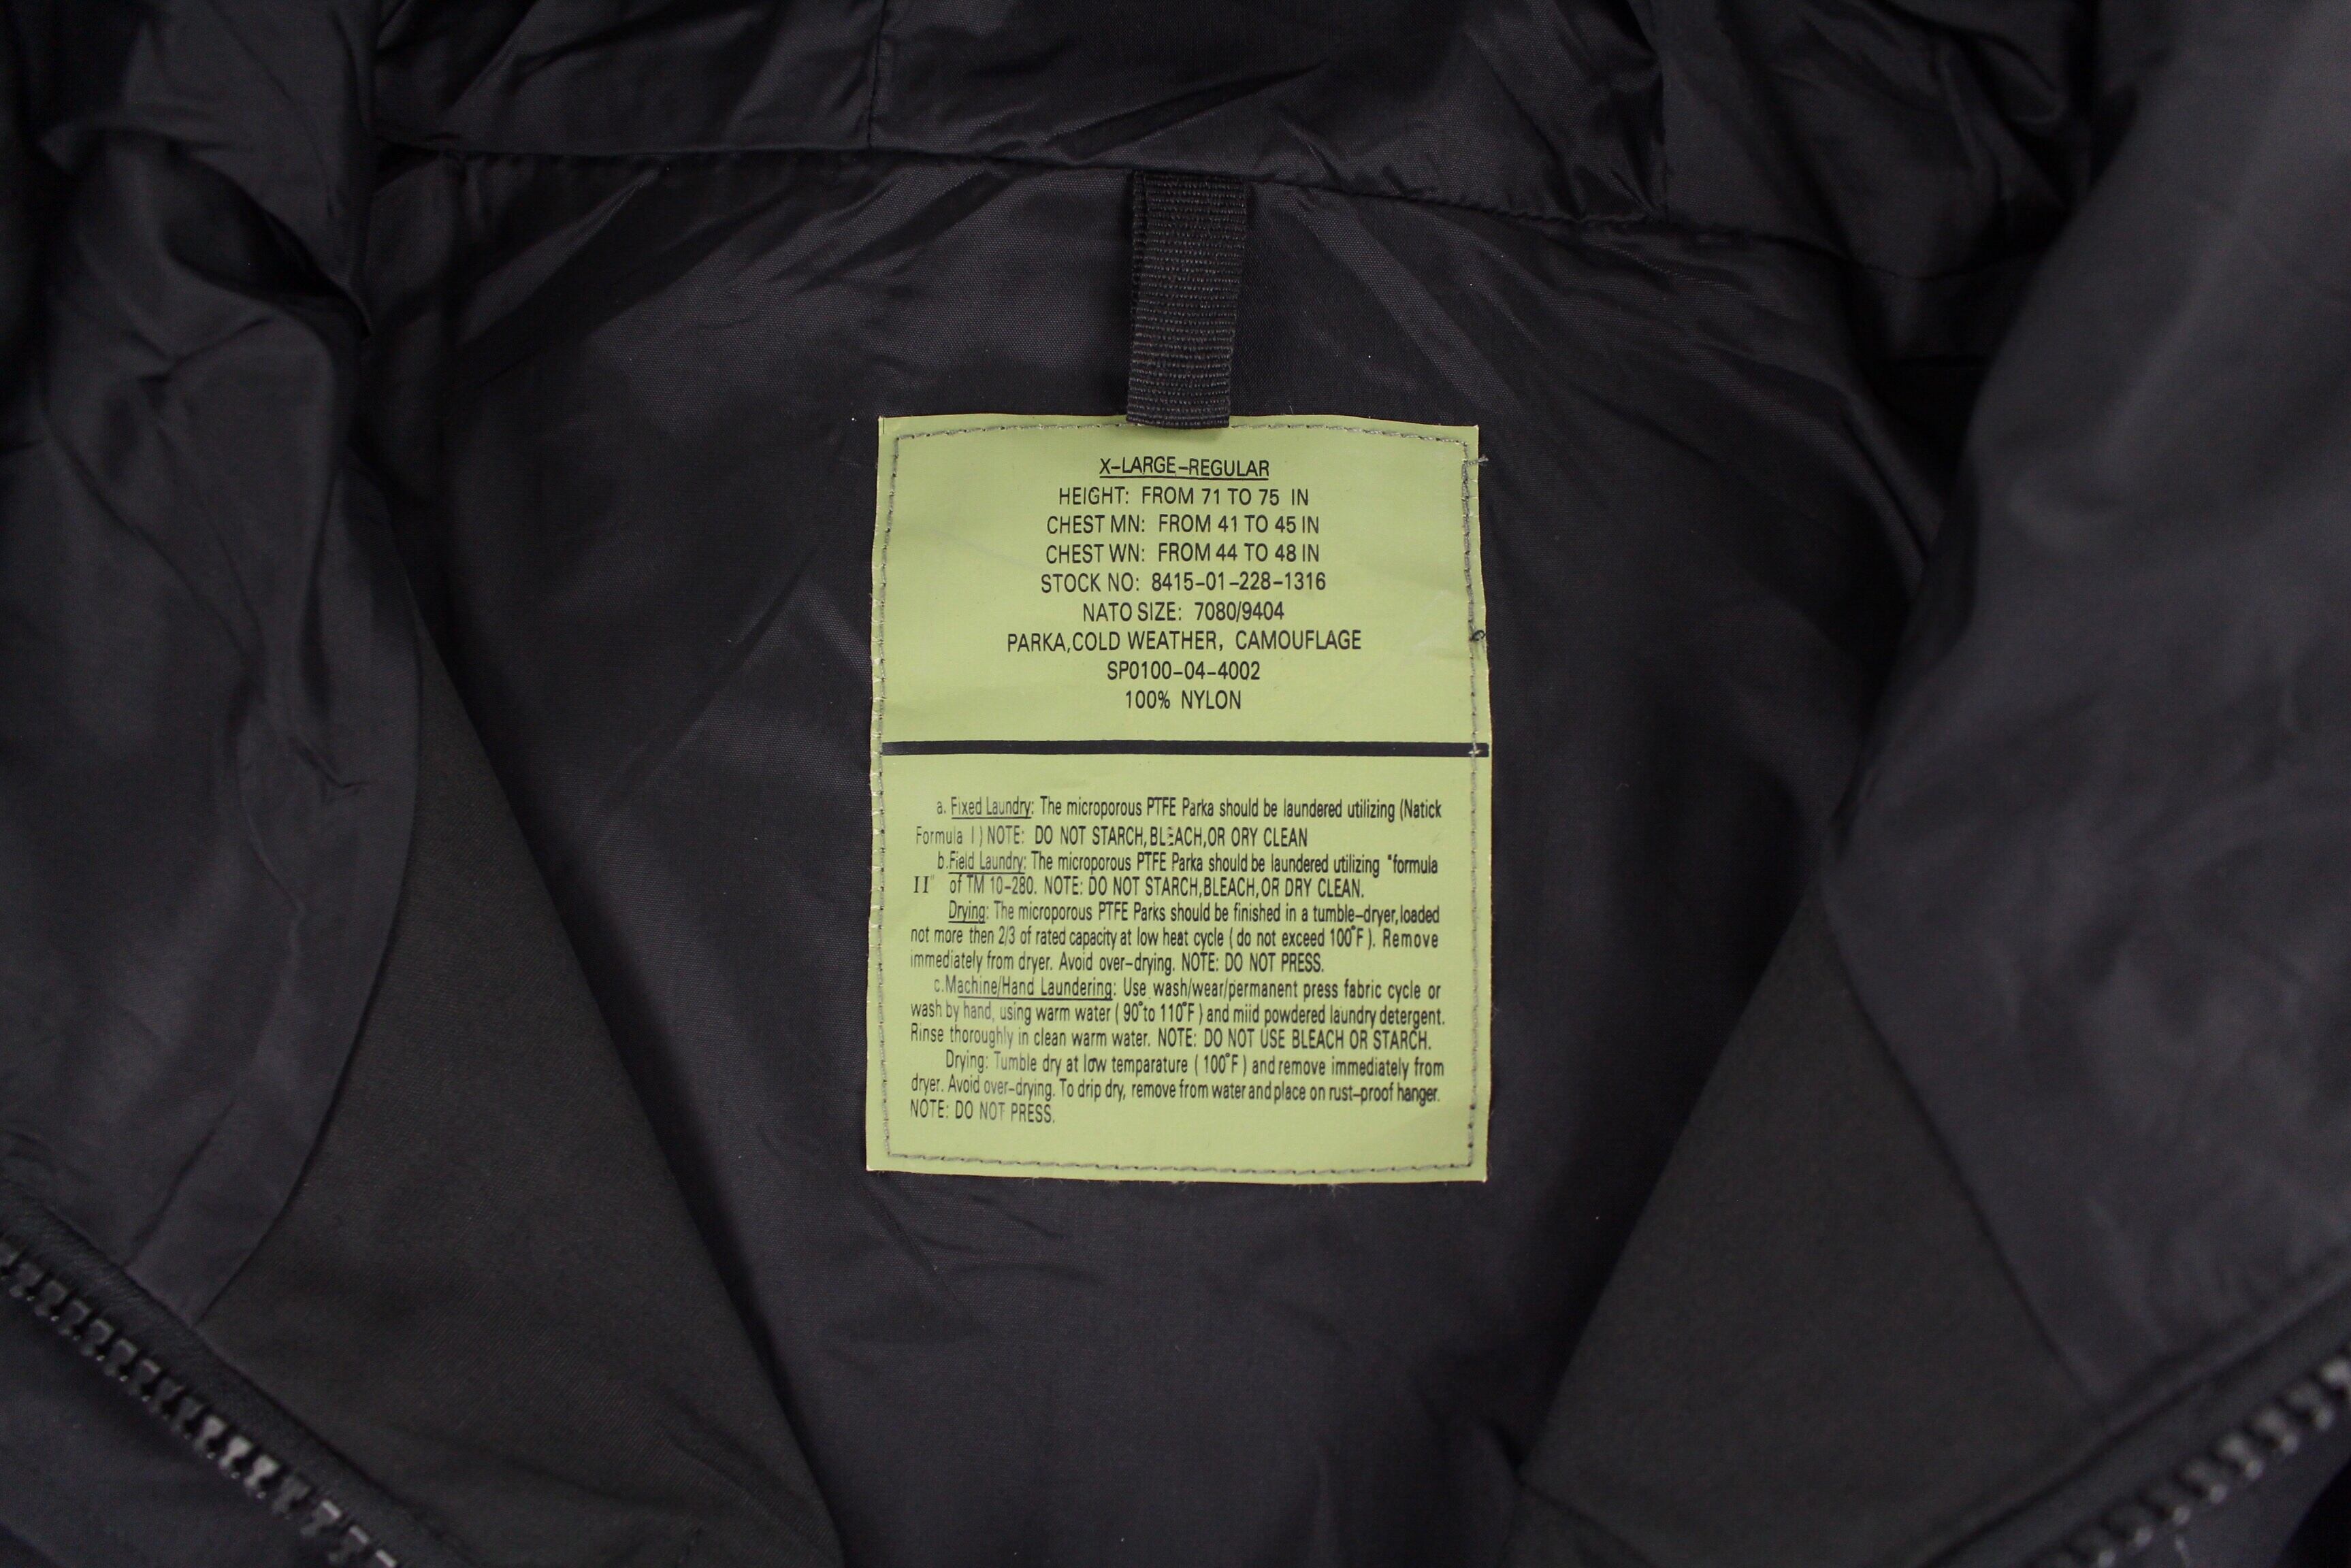 X-LARGE-REGULAR
HEIGHT: FROM 71 TO 75 IN
CHEST MN: FROM 41 TO 45 IN
CHEST WN: FROM 44 TO 48 IN
STOCK NO: 8415-01-228-1316
NATO SIZE: 7080/9404
PARKA,COLD WEATHER, CAMOUFLAGE
SP0100-04-4002
100% NYLON
a. Fixed Laundry: The microporous PTFE Parka should be laundered utilizing (Natick
Formula I ) NOTE: DO NOT STARCH,BLEACH,OR ORY CLEAN
b.Field Laundry: The microporous PTFE Parka should be laundered utilizing "formula
II" of TM 10-280. NOTE: DO NOT STARCH,BLEACH,OR DRY CLEAN.
Drying: The microporous PTFE Parks should be finished in a tumble-dryer,loaded
not more then 2/3 of rated capacity at low heat cycle ( do not exceed 100°F ). Remove
immediately from dryer. Avoid over-drying. NOTE: DO NOT PRESS.
c.Machine/Hand Laundering: Use wash/wear/permanent press fabric cycle or
wash by hand, using warm water ( 90°to 110°F ) and miid powdered laundry detergent.
Rinse thoroughly in clean warm water. NOTE: DO NOT USE BLEACH OR STARCH.
Drying: Tumble dry at low temparature ( 100°F ) and remove immediately from
dryer. Avoid over-drying. To drip dry, remove from water and place on rust-proof hanger.
NOTE: DO NOT PRESS.